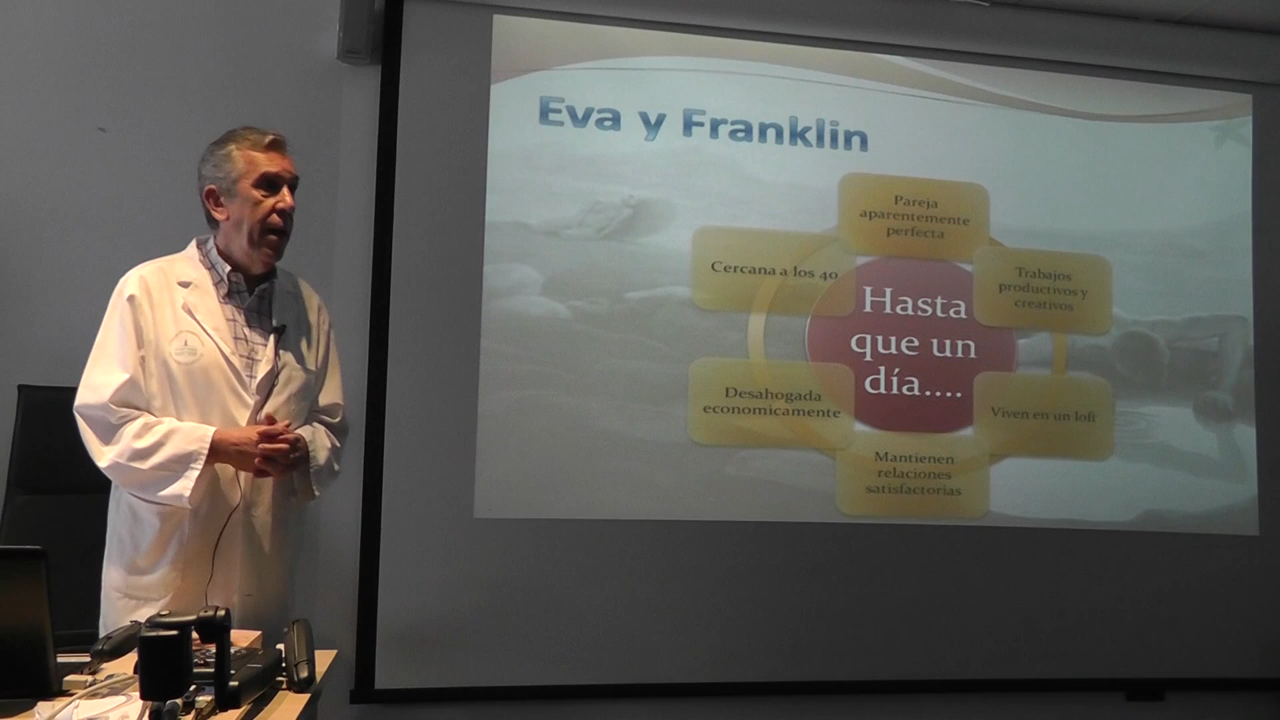 Eva y Franklin
Pareja
aparentemente
perfecta
Cercana a los 40
Trabajos
productivos y
creativos
Hasta
que un
día....
Desahogada
economicamente
Viven en un loft
Mantienen
relaciones
satisfactorias